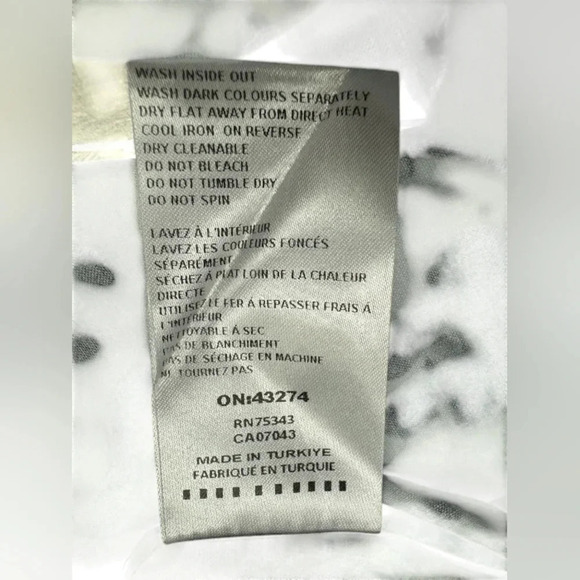 WASH INSIDE OUT
WASH DARK COLOURS SEPARATELY
DRY FLAT AWAY FROM DIRECT HEAT
COOL IRON ON REVERSE
DRY CLEANABLE
DO NOT BLEACH
DO NOT TUMBLE DRY
DO NOT SPIN
LAVEZ À L'INTÉRIEUR
LAVEZ LES COULEURS FONCÉS
SÉPARÉMENT
SÉCHEZ À PLAT LOIN DE LA CHALEUR
DIRECTE
UTILISEZ LE FER À REPASSER FRAIS À
L'INTÉRIEUR
NETTOYABLE À SEC
PAS DE BLANCHIMENT
PAS DE SÉCHAGE EN MACHINE
NE TOURNEZ PAS
ON:43274
RN75343
CA07043
MADE IN TURKIYE
FABRIQUÉ EN TURQUIE